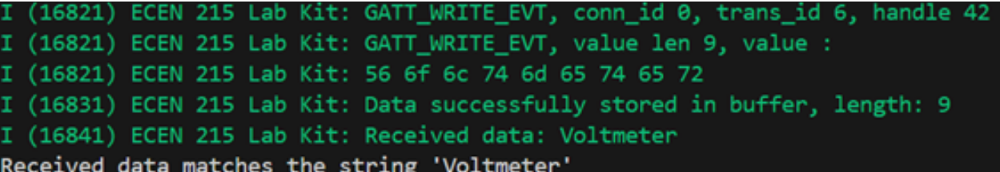 I (16821) ECEN 215 Lab Kit: GATT_WRITE_EVT, conn_id 0, trans_id 6, handle 42
I (16821) ECEN 215 Lab Kit: GATT_WRITE_EVT, value len 9, value :
I (16821) ECEN 215 Lab Kit: 56 6f 6c 74 6d 65 74 65 72
I (16831) ECEN 215 Lab Kit: Data successfully stored in buffer, length: 9
I (16841) ECEN 215 Lab Kit: Received data: Voltmeter
Received data matches the string 'Voltmeter'